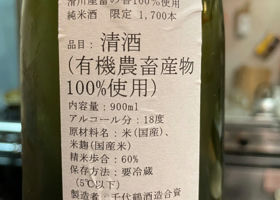 滑川産富の香100%使用
純米酒 限定 1,700本
品目：清酒
(有機農畜産物
100%使用)
内容量：900ml
アルコール分：18度
原材料名：米(国産)、
米麹(国産米)
精米歩合：60%
保存方法：要冷蔵
(5℃以下)
製造者：千代鶴酒造合資